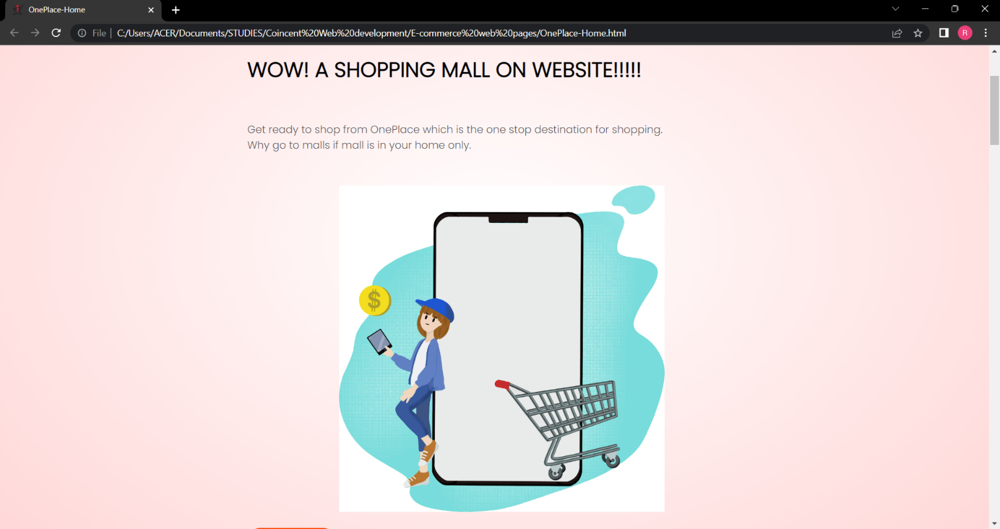 OnePlace-Home
File | C:/Users/ACER/Documents/STUDIES/Coincent%20Web%20development/E-commerce%20web%20pages/OnePlace-Home.html
R
WOW! A SHOPPING MALL ON WEBSITE!!!!!
Get ready to shop from OnePlace which is the one stop destination for shopping.
Why go to malls if mall is in your home only.
$